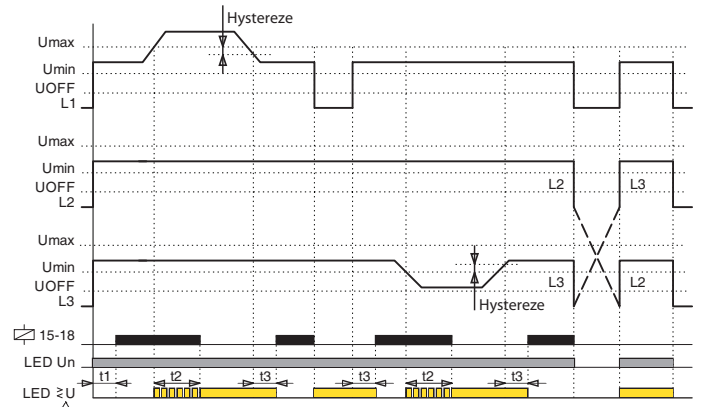 Hystereze
Umax
Umin
UOFF
L1
Umax
Umin
UOFF
L2
L2
L3
Umax
Umin
UOFF
L3
L3
L2
Hystereze
15-18
LED Un
t1
t2
t3
t3
t2
t3
LED ≷U